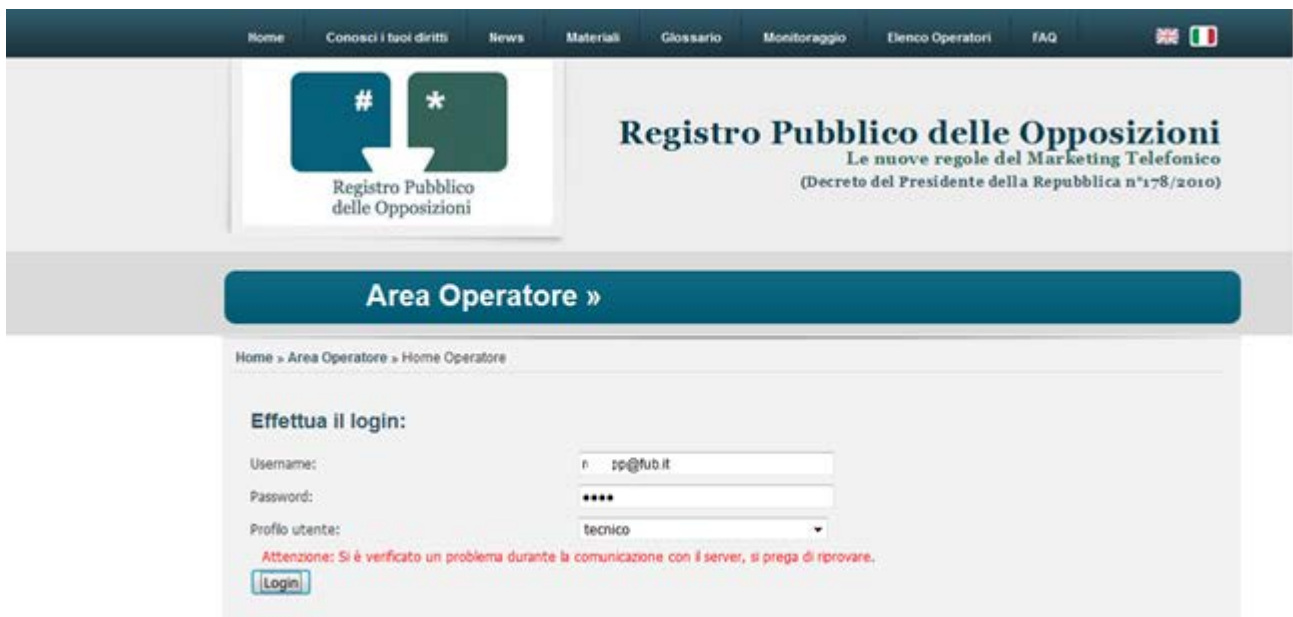 Home Conosci i tuoi diritti News Materiali Glossario Monitoraggio Elenco Operatori FAQ
# *
Registro Pubblico
delle Opposizioni
Registro Pubblico delle Opposizioni
Le nuove regole del Marketing Telefonico
(Decreto del Presidente della Repubblica n°178/2010)
Area Operatore »
Home » Area Operatore » Home Operatore
Effettua il login:
Username: pp@fub.it
Password: ••••
Profilo utente: tecnico
Attenzione: Si è verificato un problema durante la comunicazione con il server, si prega di riprovare.
Login